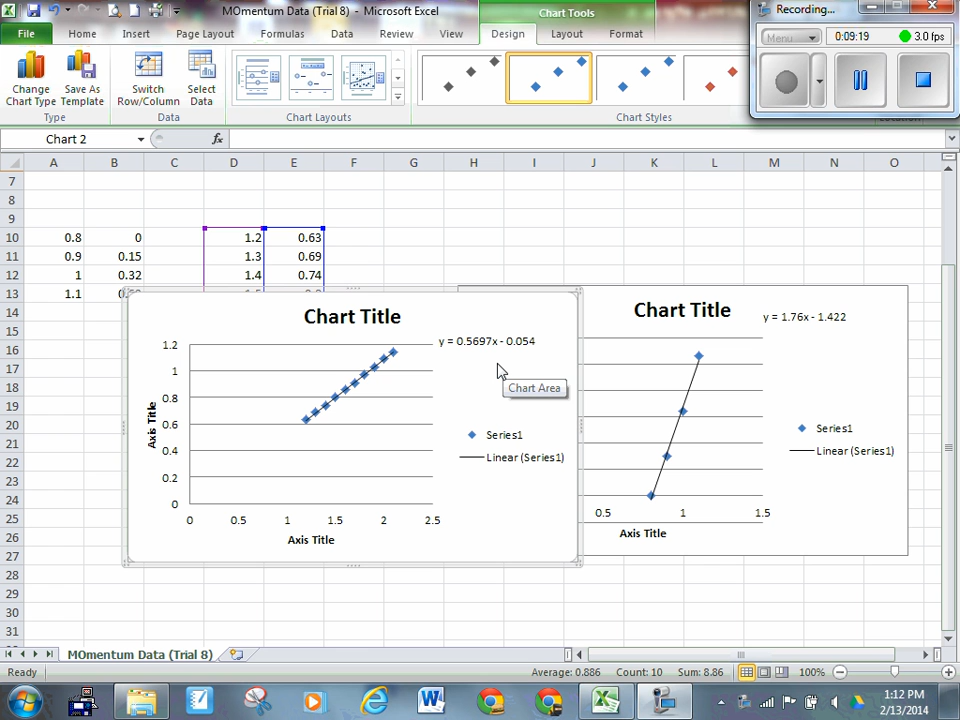 MOmentum Data (Trial 8) - Microsoft Excel
Chart Tools
Recording...
File Home Insert Page Layout Formulas Data Review View Design Layout Format
Menu 0:09:19 3.0 fps
Change Chart Type
Save As Template
Switch Row/Column
Select Data
Type Data Chart Layouts Chart Styles
Chart 2 fx
A B C D E F G H I J K L M N O
7
8
9
10 0.8 0 1.2 0.63
11 0.9 0.15 1.3 0.69
12 1 0.32 1.4 0.74
13 1.1
14
15
16
17
18
19
20
21
22
23
24
25
26
27
28
29
30
31
Chart Title
y = 0.5697x - 0.054
1.2
1
0.8
0.6
0.4
0.2
0
0 0.5 1 1.5 2 2.5
Axis Title
Axis Title
Series1
Linear (Series1)
Chart Area
Chart Title
y = 1.76x - 1.422
Series1
Linear (Series1)
0.5 1 1.5
Axis Title
MOmentum Data (Trial 8)
Ready Average: 0.886 Count: 10 Sum: 8.86 100%
1:12 PM
2/13/2014